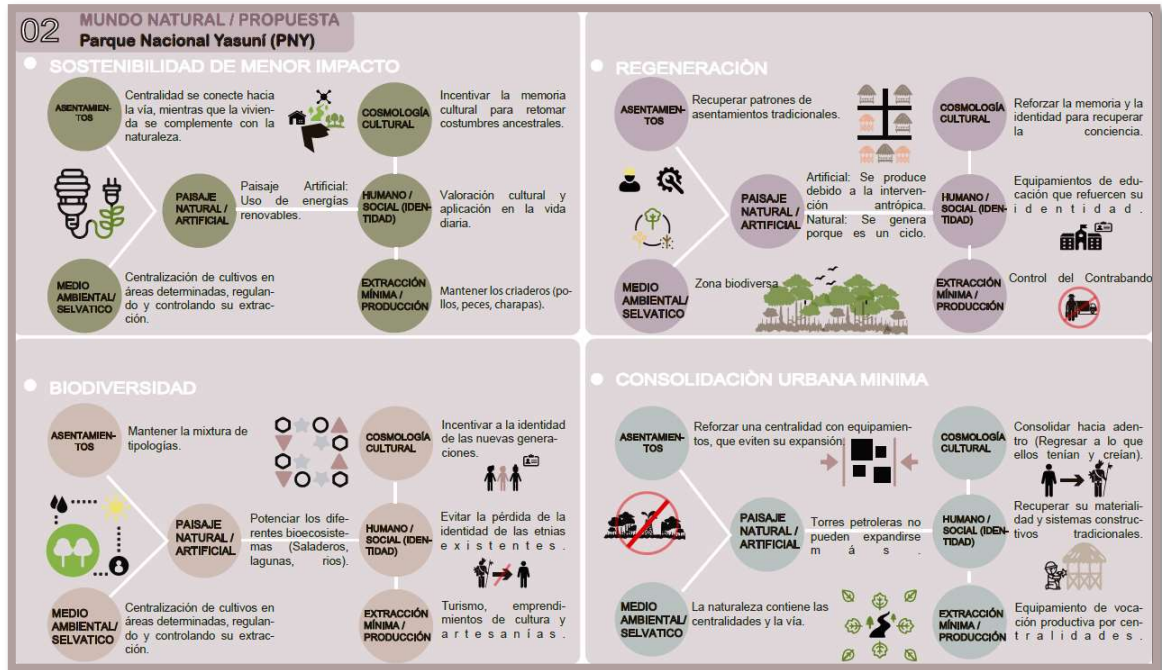 02
MUNDO NATURAL / PROPUESTA
Parque Nacional Yasuní (PNY)
SOSTENIBILIDAD DE MENOR IMPACTO
ASENTAMIEN-
TOS
Centralidad se conecte hacia
la vía, mientras que la vivien-
da se complemente con la
naturaleza.
COSMOLOGÍA
CULTURAL
Incentivar la memoria
cultural para retomar
costumbres ancestrales.
PAISAJE
NATURAL /
ARTIFICIAL
Paisaje Artificial:
Uso de energías
renovables.
HUMANO /
SOCIAL (IDEN-
TIDAD)
Valoración cultural y
aplicación en la vida
diaria.
MEDIO
AMBIENTAL/
SELVATICO
Centralización de cultivos en
áreas determinadas, regulan-
do y controlando su extrac-
ción.
EXTRACCIÓN
MÍNIMA /
PRODUCCIÓN
Mantener los criaderos (po-
llos, peces, charapas).
REGENERACIÒN
ASENTAMIEN-
TOS
Recuperar patrones de
asentamientos tradicionales.
COSMOLOGÍA
CULTURAL
Reforzar la memoria y la
identidad para recuperar
la conciencia.
PAISAJE
NATURAL /
ARTIFICIAL
Artificial: Se produce
debido a la interven-
ción antrópica.
Natural: Se genera
porque es un ciclo.
HUMANO /
SOCIAL (IDEN-
TIDAD)
Equipamientos de edu-
cación que refuercen su
identidad.
MEDIO
AMBIENTAL/
SELVATICO
Zona biodiversa
EXTRACCIÓN
MÍNIMA /
PRODUCCIÓN
Control del Contrabando
BIODIVERSIDAD
ASENTAMIEN-
TOS
Mantener la mixtura de
tipologías.
COSMOLOGÍA
CULTURAL
Incentivar a la identidad
de las nuevas genera-
ciones.
PAISAJE
NATURAL /
ARTIFICIAL
Potenciar los dife-
rentes bioecosiste-
mas (Saladeros,
lagunas, rios).
HUMANO /
SOCIAL (IDEN-
TIDAD)
Evitar la pérdida de la
identidad de las etnias
existentes.
MEDIO
AMBIENTAL/
SELVATICO
Centralización de cultivos en
áreas determinadas, regulan-
do y controlando su extrac-
ción.
EXTRACCIÓN
MÍNIMA /
PRODUCCIÓN
Turismo, emprendi-
mientos de cultura y
artesanías.
CONSOLIDACIÒN URBANA MINIMA
ASENTAMIEN-
TOS
Reforzar una centralidad con equipamien-
tos, que eviten su expansión
COSMOLOGÍA
CULTURAL
Consolidar hacia aden-
tro (Regresar a lo que
ellos tenían y creían).
PAISAJE
NATURAL /
ARTIFICIAL
Torres petroleras no
pueden expandirse
más.
HUMANO /
SOCIAL (IDEN-
TIDAD)
Recuperar su materiali-
dad y sistemas construc-
tivos tradicionales.
MEDIO
AMBIENTAL/
SELVATICO
La naturaleza contiene las
centralidades y la vía.
EXTRACCIÓN
MÍNIMA /
PRODUCCIÓN
Equipamiento de voca-
ción productiva por cen-
tralidades.